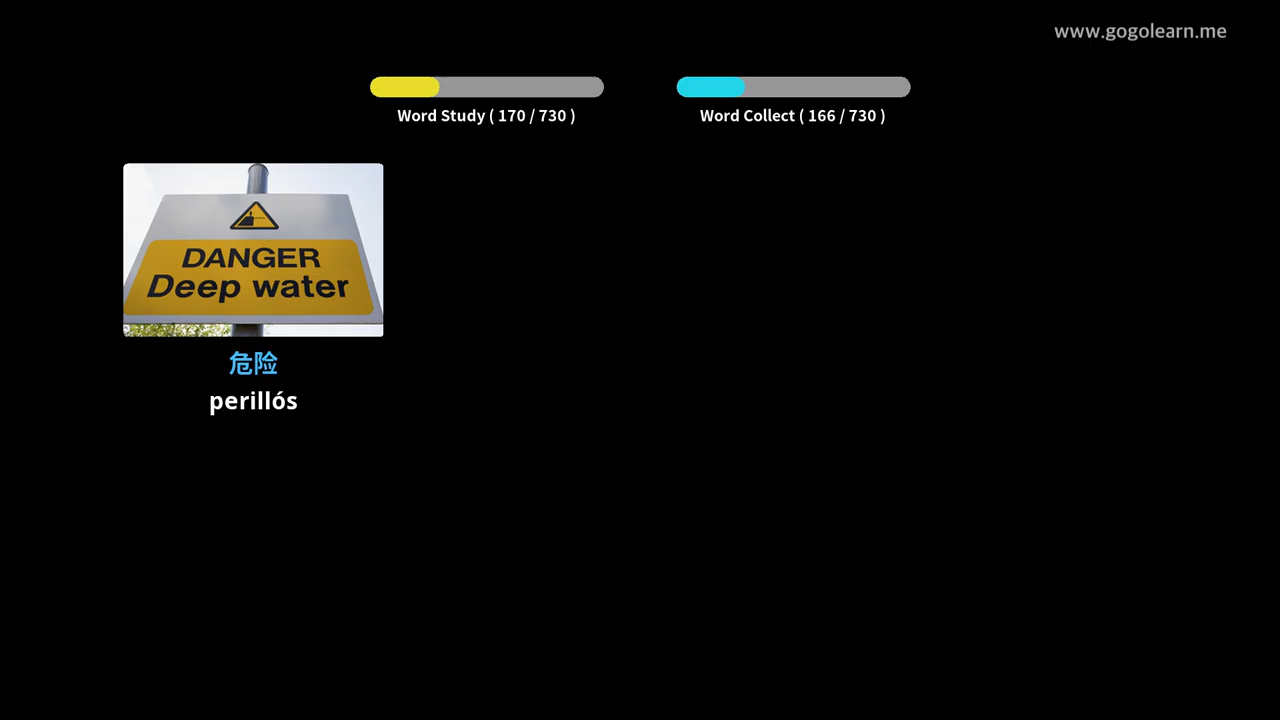 www.gogolearn.me
Word Study ( 170 / 730 )
Word Collect ( 166 / 730 )
DANGER
Deep water
危险
perillós